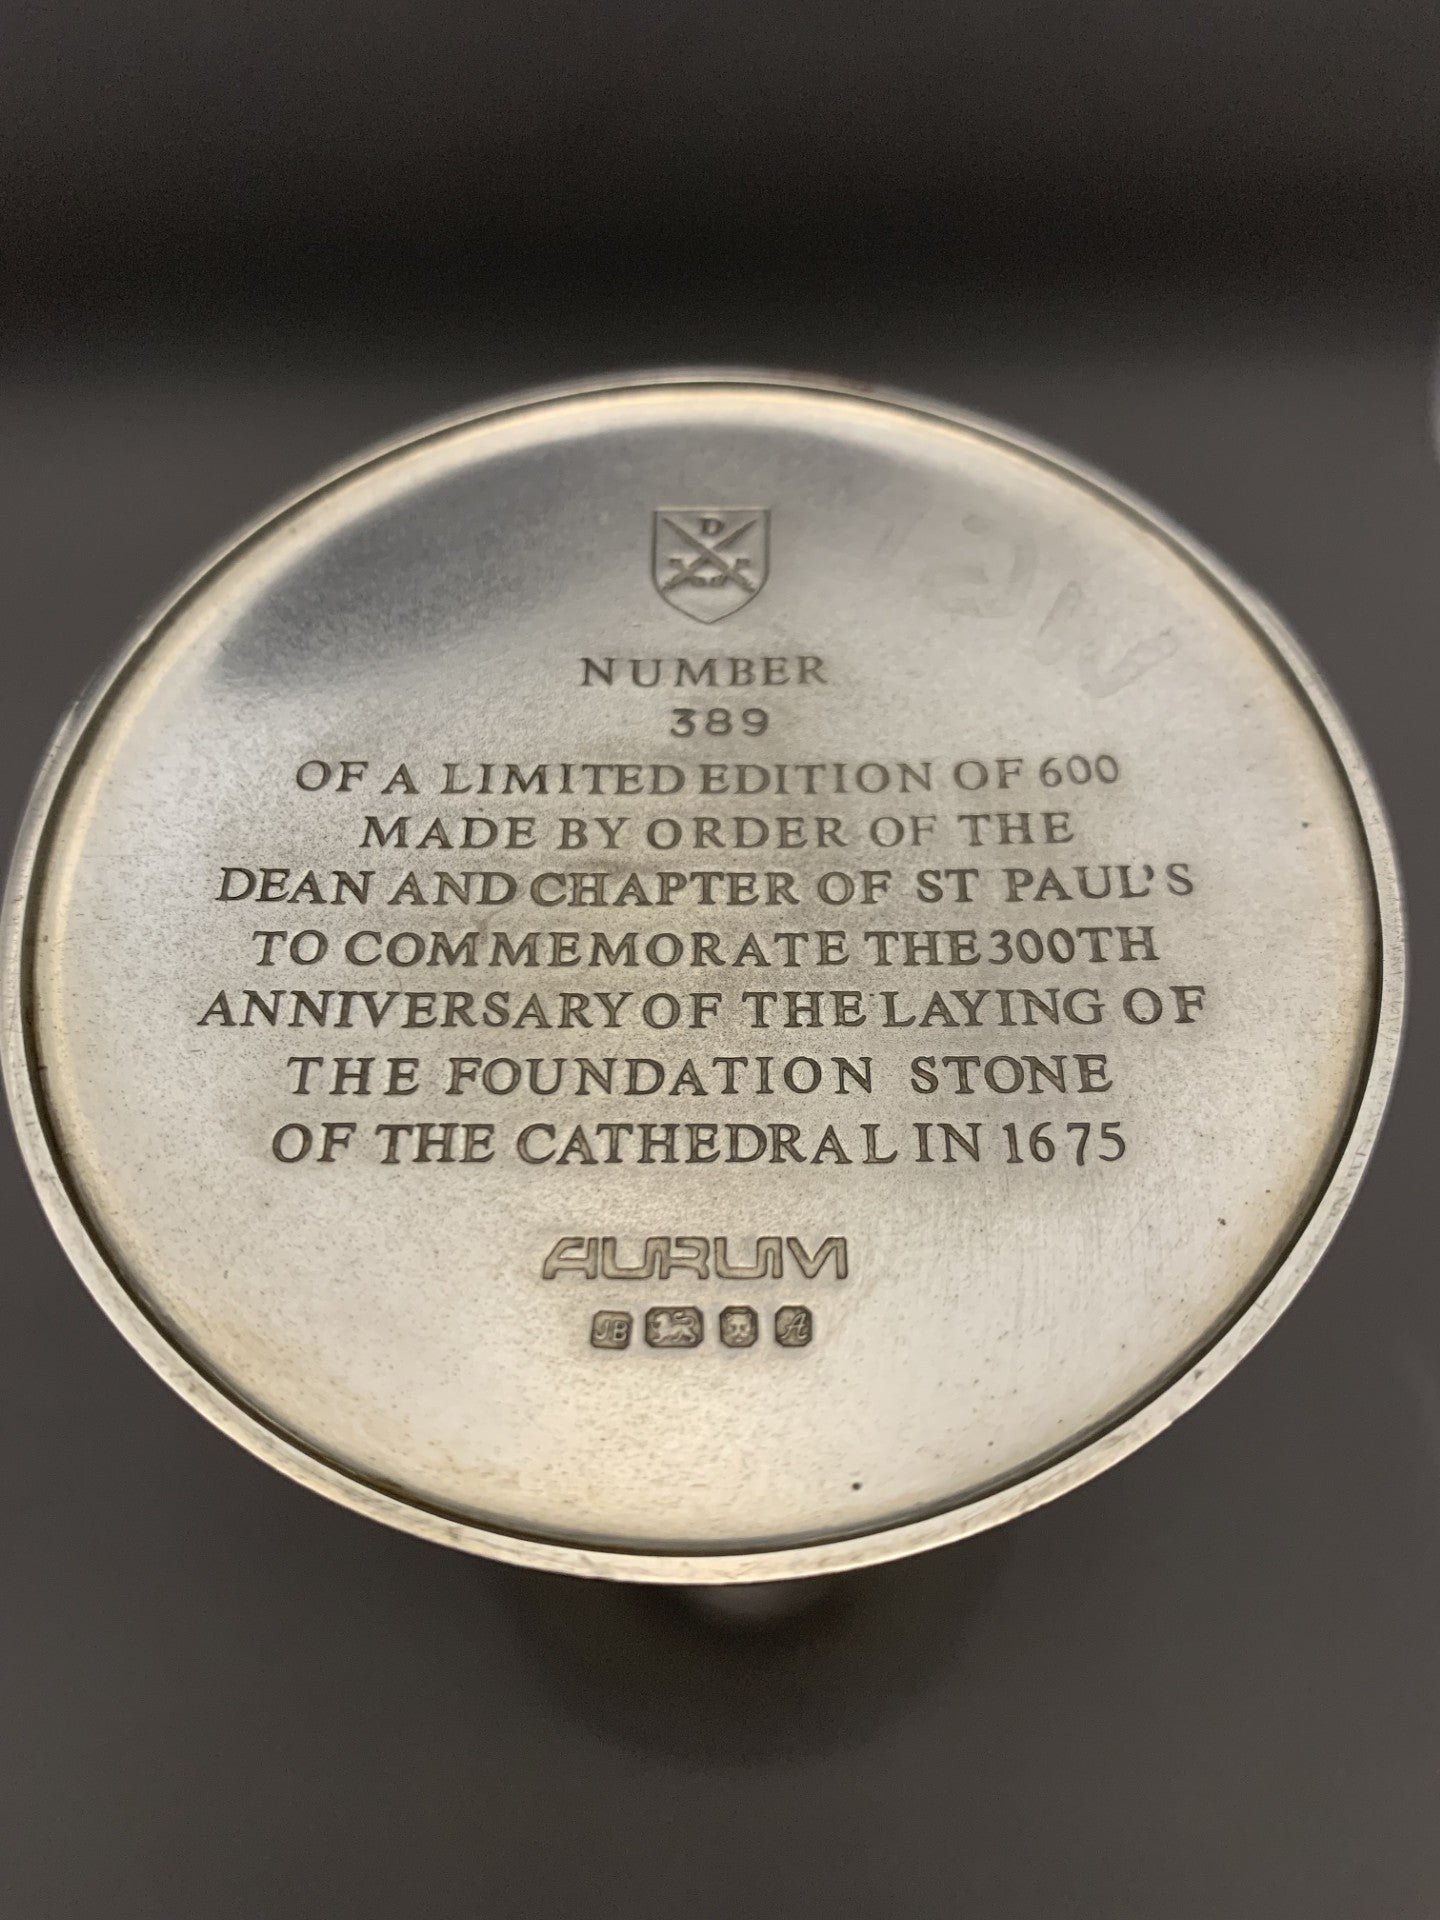 D
NUMBER
389
OF A LIMITED EDITION OF 600
MADE BY ORDER OF THE
DEAN AND CHAPTER OF ST PAUL'S
TO COMMEMORATE THE 300TH
ANNIVERSARY OF THE LAYING OF
THE FOUNDATION STONE
OF THE CATHEDRAL IN 1675
AURUM
JB A